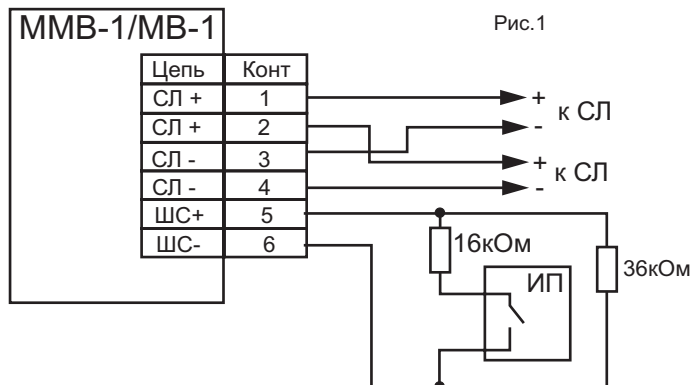 ММВ-1/МВ-1
Рис.1
Цепь Конт
СЛ + 1
СЛ + 2
СЛ - 3
СЛ - 4
ШС+ 5
ШС- 6
+
-
к СЛ
+
-
к СЛ
16кОм
ИП
36кОм